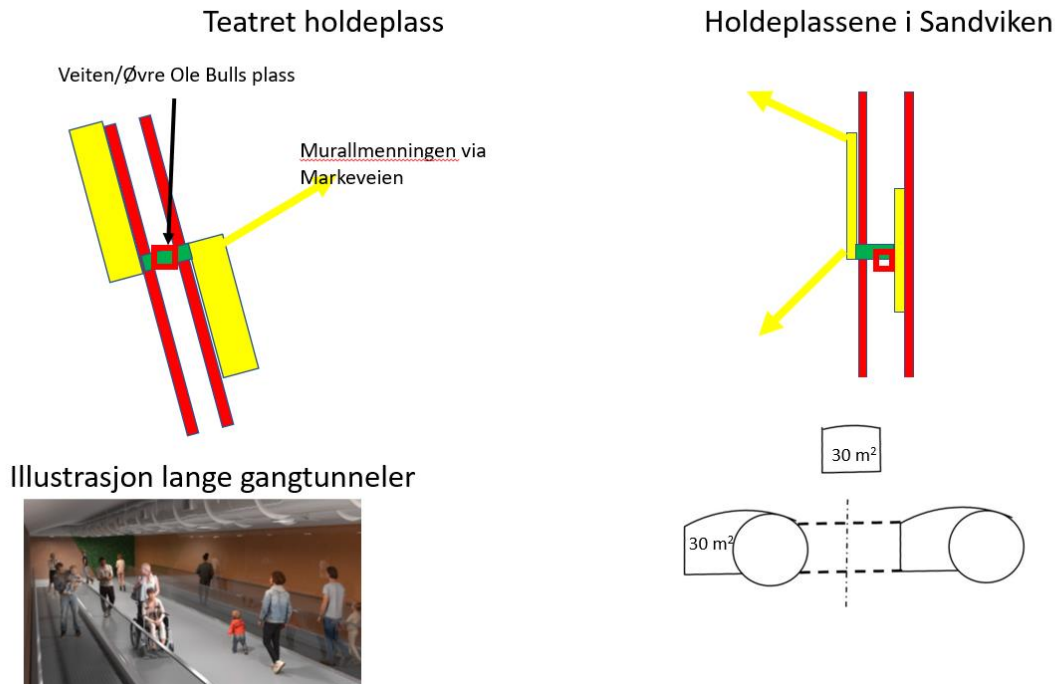 Teatret holdeplass
Holdeplassene i Sandviken
Veiten/Øvre Ole Bulls plass
Murallmenningen via
Markeveien
30 m²
Illustrasjon lange gangtunneler
30 m²